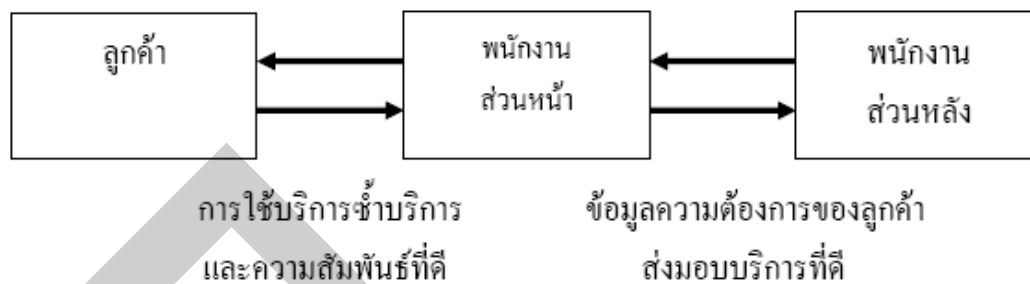 ลูกค้า
พนักงาน
ส่วนหน้า
พนักงาน
ส่วนหลัง
การใช้บริการซ้ำบริการ
และความสัมพันธ์ที่ดี
ข้อมูลความต้องการของลูกค้า
ส่งมอบบริการที่ดี